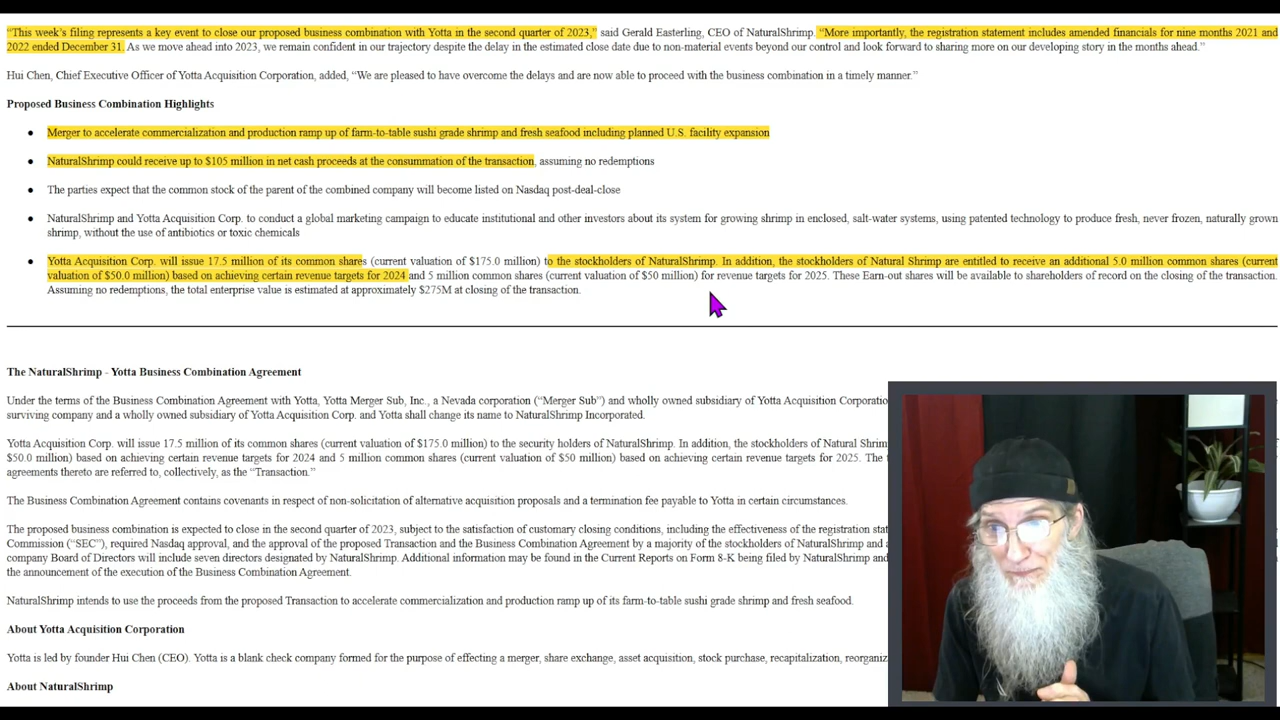 “This week’s filing represents a key event to close our proposed business combination with Yotta in the second quarter of 2023,” said Gerald Easterling, CEO of NaturalShrimp. “More importantly, the registration statement includes amended financials for nine months 2021 and
2022 ended December 31. As we move ahead into 2023, we remain confident in our trajectory despite the delay in the estimated close date due to non-material events beyond our control and look forward to sharing more on our developing story in the months ahead.”
Hui Chen, Chief Executive Officer of Yotta Acquisition Corporation, added, “We are pleased to have overcome the delays and are now able to proceed with the business combination in a timely manner.”
Proposed Business Combination Highlights
● Merger to accelerate commercialization and production ramp up of farm-to-table sushi grade shrimp and fresh seafood including planned U.S. facility expansion
● NaturalShrimp could receive up to $105 million in net cash proceeds at the consummation of the transaction, assuming no redemptions
● The parties expect that the common stock of the parent of the combined company will become listed on Nasdaq post-deal-close
● NaturalShrimp and Yotta Acquisition Corp. to conduct a global marketing campaign to educate institutional and other investors about its system for growing shrimp in enclosed, salt-water systems, using patented technology to produce fresh, never frozen, naturally grown
shrimp, without the use of antibiotics or toxic chemicals
● Yotta Acquisition Corp. will issue 17.5 million of its common shares (current valuation of $175.0 million) to the stockholders of NaturalShrimp. In addition, the stockholders of Natural Shrimp are entitled to receive an additional 5.0 million common shares (current
valuation of $50.0 million) based on achieving certain revenue targets for 2024 and 5 million common shares (current valuation of $50 million) for revenue targets for 2025. These Earn-out shares will be available to shareholders of record on the closing of the transaction.
Assuming no redemptions, the total enterprise value is estimated at approximately $275M at closing of the transaction.
The NaturalShrimp - Yotta Business Combination Agreement
Under the terms of the Business Combination Agreement with Yotta, Yotta Merger Sub, Inc., a Nevada corporation (“Merger Sub”) and wholly owned subsidiary of Yotta Acquisition Corporatio
surviving company and a wholly owned subsidiary of Yotta Acquisition Corp. and Yotta shall change its name to NaturalShrimp Incorporated.
Yotta Acquisition Corp. will issue 17.5 million of its common shares (current valuation of $175.0 million) to the security holders of NaturalShrimp. In addition, the stockholders of Natural Shrim
$50.0 million) based on achieving certain revenue targets for 2024 and 5 million common shares (current valuation of $50 million) based on achieving certain revenue targets for 2025. The t
agreements thereto are referred to, collectively, as the “Transaction.”
The Business Combination Agreement contains covenants in respect of non-solicitation of alternative acquisition proposals and a termination fee payable to Yotta in certain circumstances.
The proposed business combination is expected to close in the second quarter of 2023, subject to the satisfaction of customary closing conditions, including the effectiveness of the registration stat
Commission (“SEC”), required Nasdaq approval, and the approval of the proposed Transaction and the Business Combination Agreement by a majority of the stockholders of NaturalShrimp and a
company Board of Directors will include seven directors designated by NaturalShrimp. Additional information may be found in the Current Reports on Form 8-K being filed by NaturalShrimp and
the announcement of the execution of the Business Combination Agreement.
NaturalShrimp intends to use the proceeds from the proposed Transaction to accelerate commercialization and production ramp up of its farm-to-table sushi grade shrimp and fresh seafood.
About Yotta Acquisition Corporation
Yotta is led by founder Hui Chen (CEO). Yotta is a blank check company formed for the purpose of effecting a merger, share exchange, asset acquisition, stock purchase, recapitalization, reorganiz
About NaturalShrimp